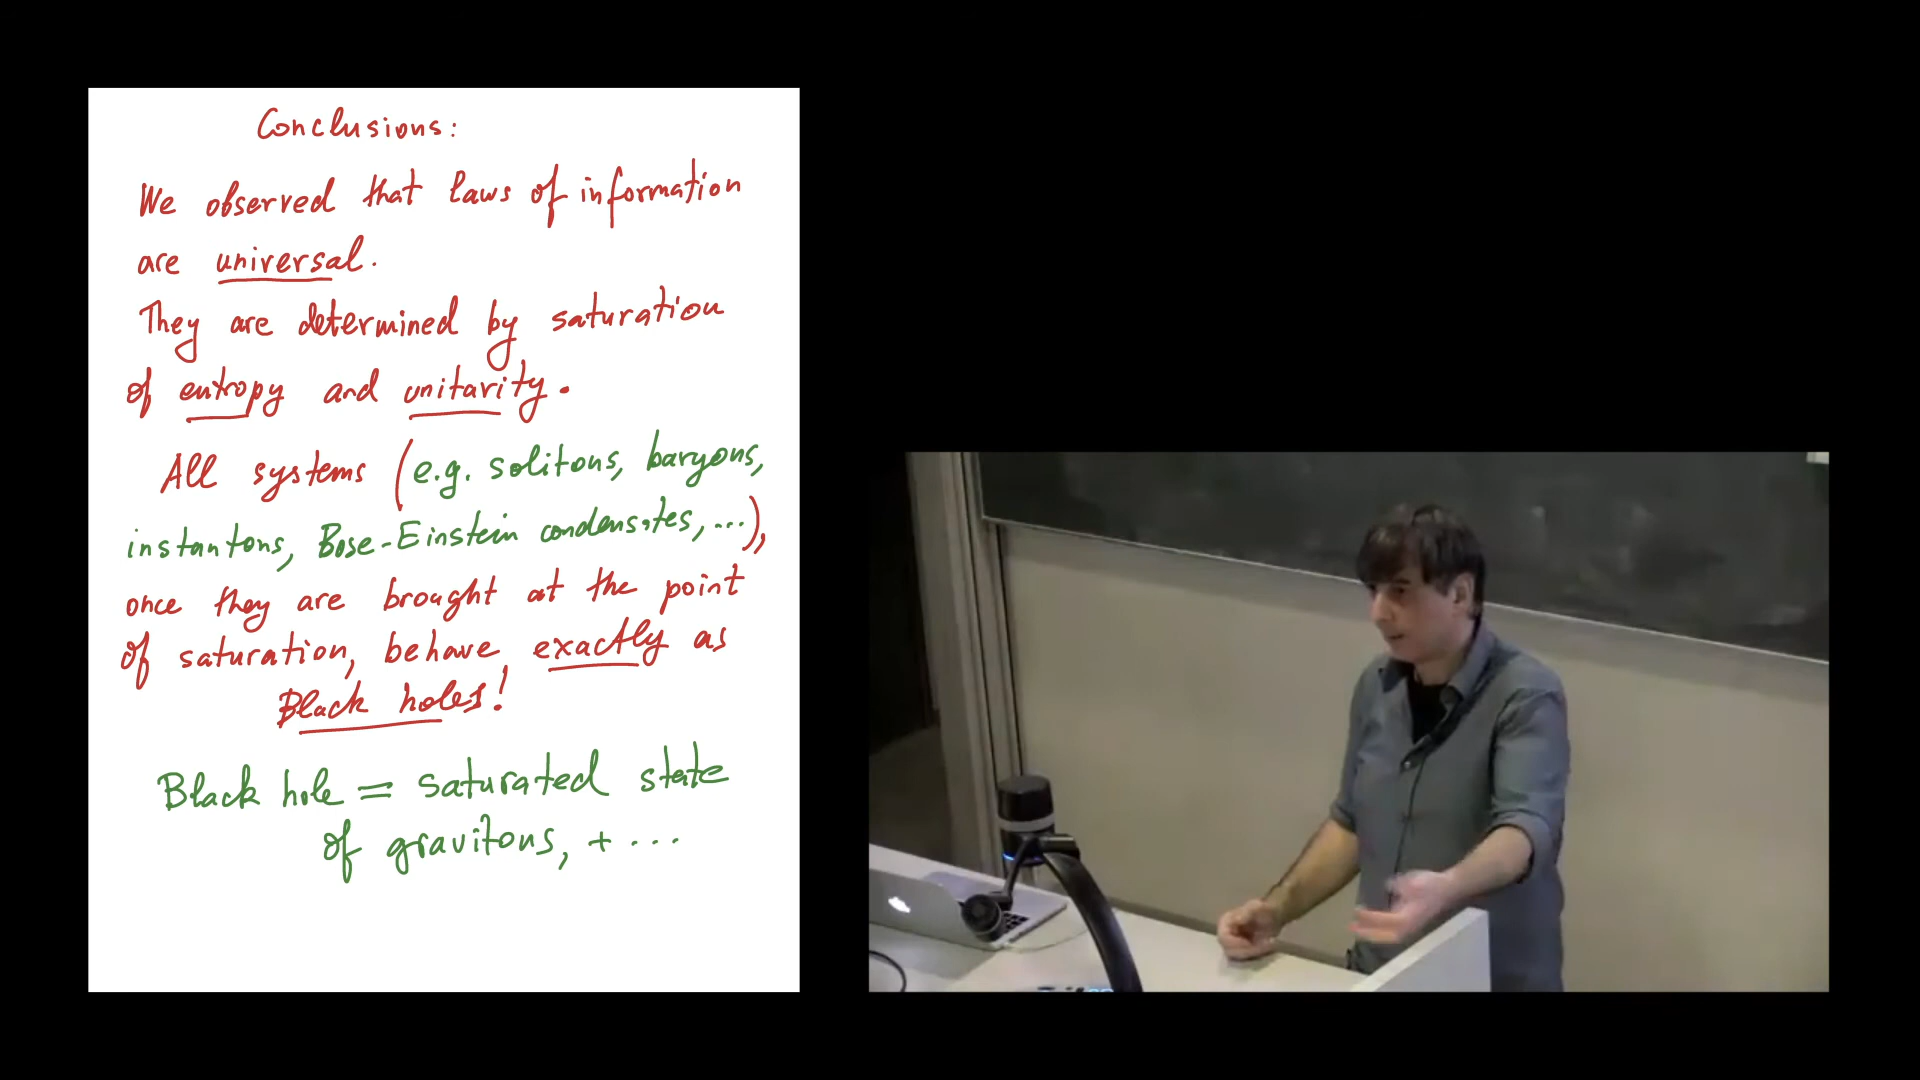 Conclusions:
We observed that laws of information
are universal.
They are determined by saturation
of entropy and unitarity.
All systems (e.g. solitons, baryons,
instantons, Bose-Einstein condensates, ...),
once they are brought at the point
of saturation, behave exactly as
Black holes!
Black hole = saturated state
of gravitons, + ...